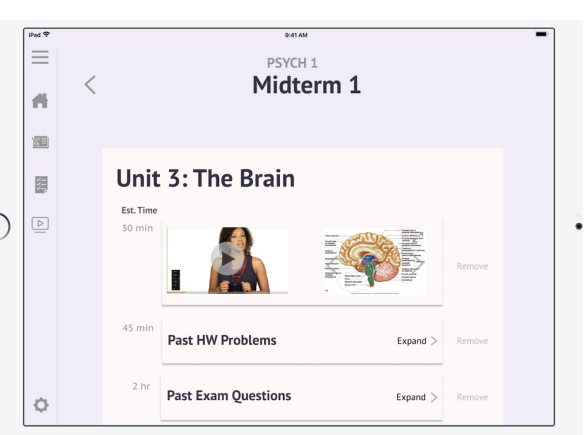 iPad
9:41 AM
PSYCH 1
Midterm 1
Unit 3: The Brain
Est. Time
30 min
Remove
45 min
Past HW Problems
Expand
Remove
2 hr
Past Exam Questions
Expand
Remove